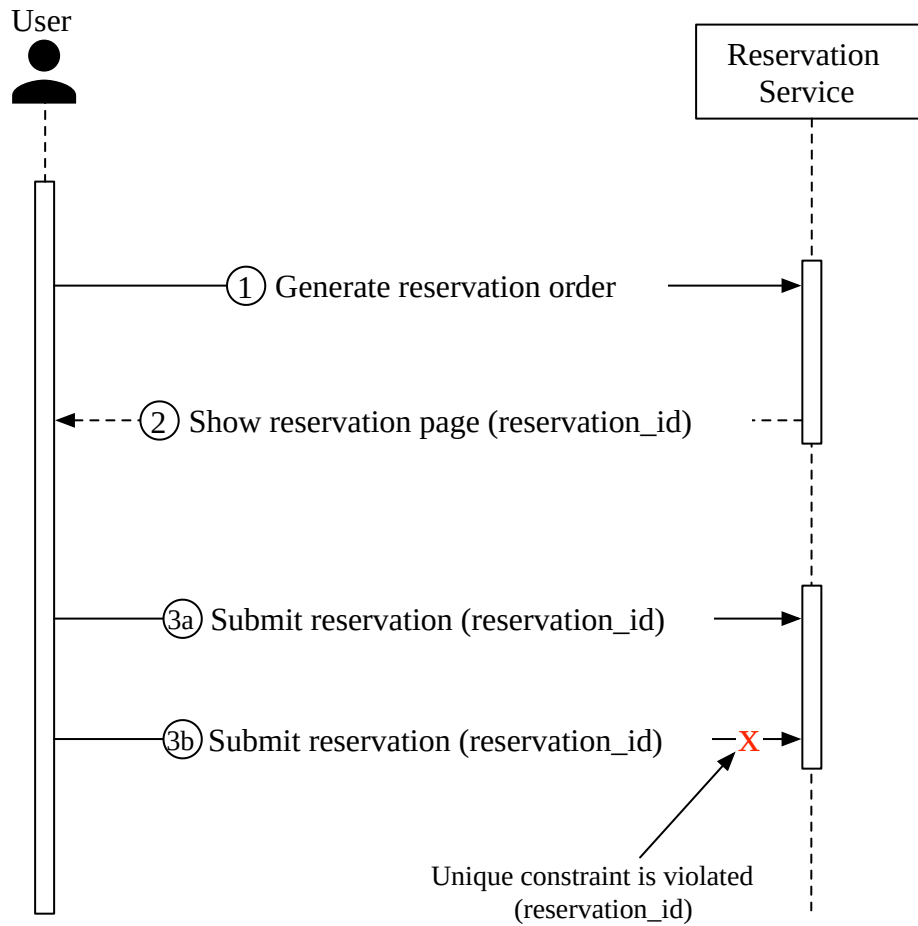 User
Reservation
Service
1 Generate reservation order
2 Show reservation page (reservation_id)
3a Submit reservation (reservation_id)
3b Submit reservation (reservation_id)
X
Unique constraint is violated
(reservation_id)